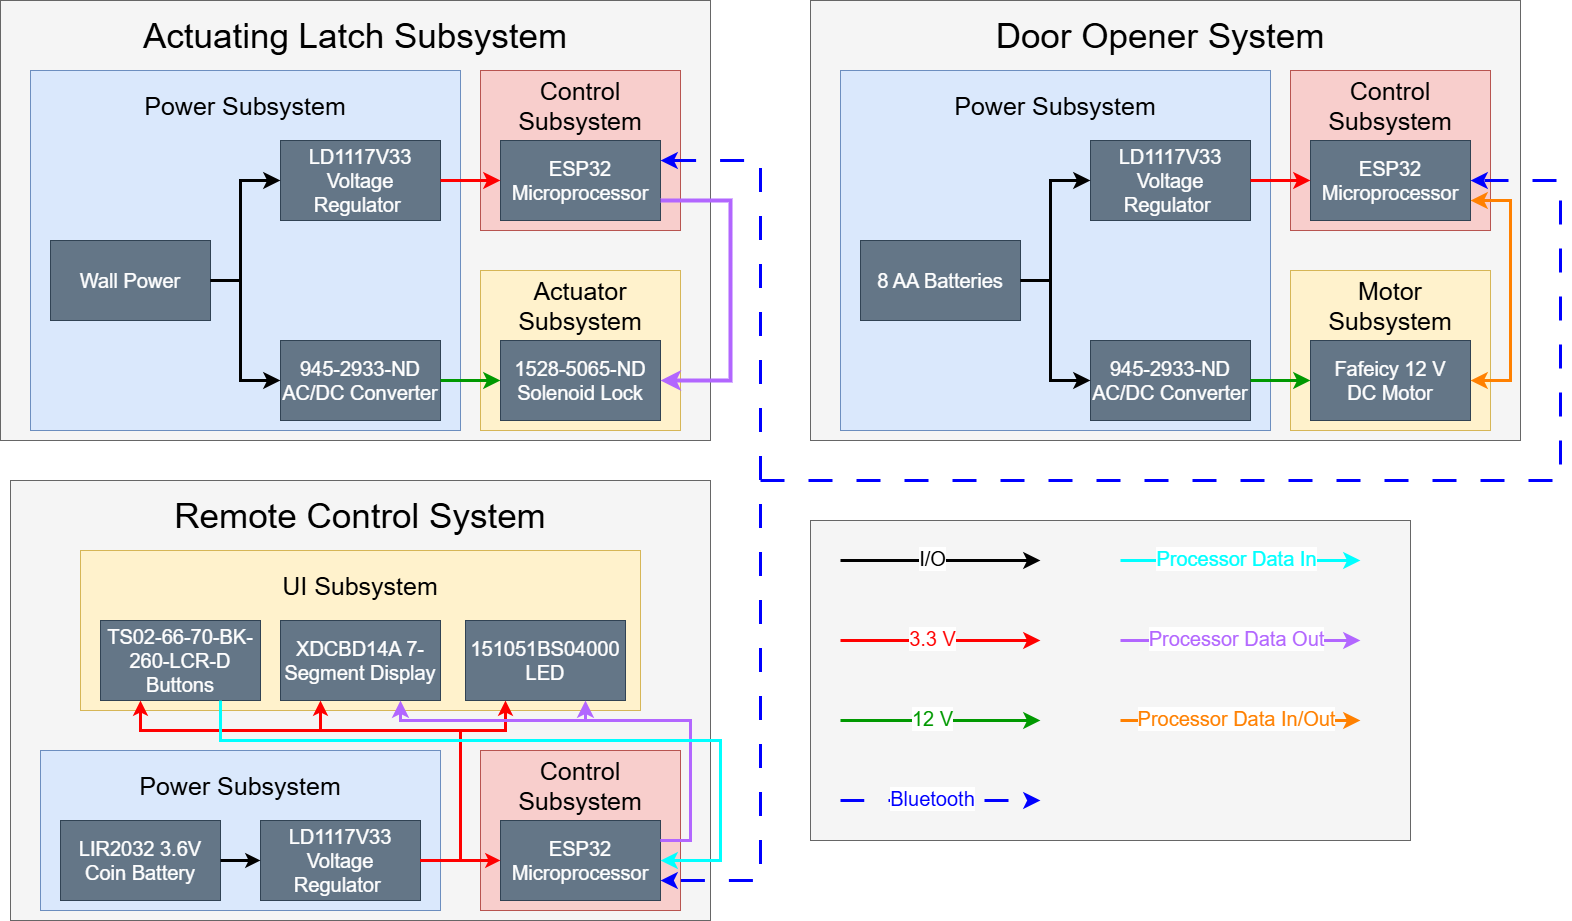 Actuating Latch Subsystem
Power Subsystem
Control
Subsystem
LD1117V33
Voltage
Regulator
ESP32
Microprocessor
Wall Power
Actuator
Subsystem
945-2933-ND
AC/DC Converter
1528-5065-ND
Solenoid Lock
Door Opener System
Power Subsystem
Control
Subsystem
LD1117V33
Voltage
Regulator
ESP32
Microprocessor
8 AA Batteries
Motor
Subsystem
945-2933-ND
AC/DC Converter
Fafeicy 12 V
DC Motor
Remote Control System
UI Subsystem
TS02-66-70-BK-
260-LCR-D
Buttons
XDCBD14A 7-
Segment Display
151051BS04000
LED
Power Subsystem
Control
Subsystem
LIR2032 3.6V
Coin Battery
LD1117V33
Voltage
Regulator
ESP32
Microprocessor
I/O
Processor Data In
3.3 V
Processor Data Out
12 V
Processor Data In/Out
Bluetooth